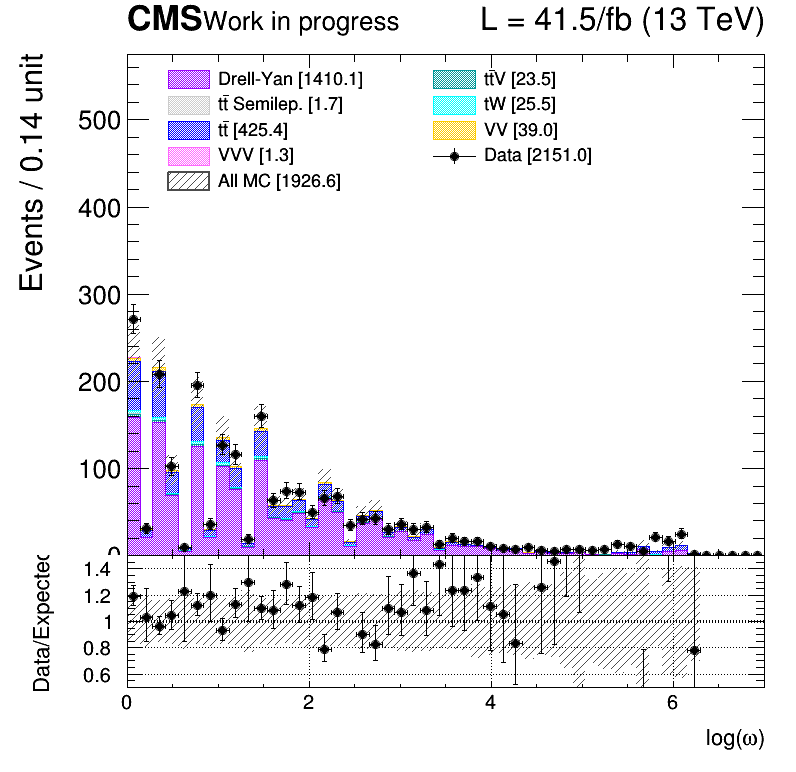 CMS Work in progress L = 41.5/fb (13 TeV)
Events / 0.14 unit
Drell-Yan [1410.1]
tt̄ Semilep. [1.7]
tt̄ [425.4]
VVV [1.3]
All MC [1926.6]
tt̄V [23.5]
tW [25.5]
VV [39.0]
Data [2151.0]
500
400
300
200
100
0
Data/Expected
1.4
1.2
1
0.8
0.6
0 2 4 6
log(ω)